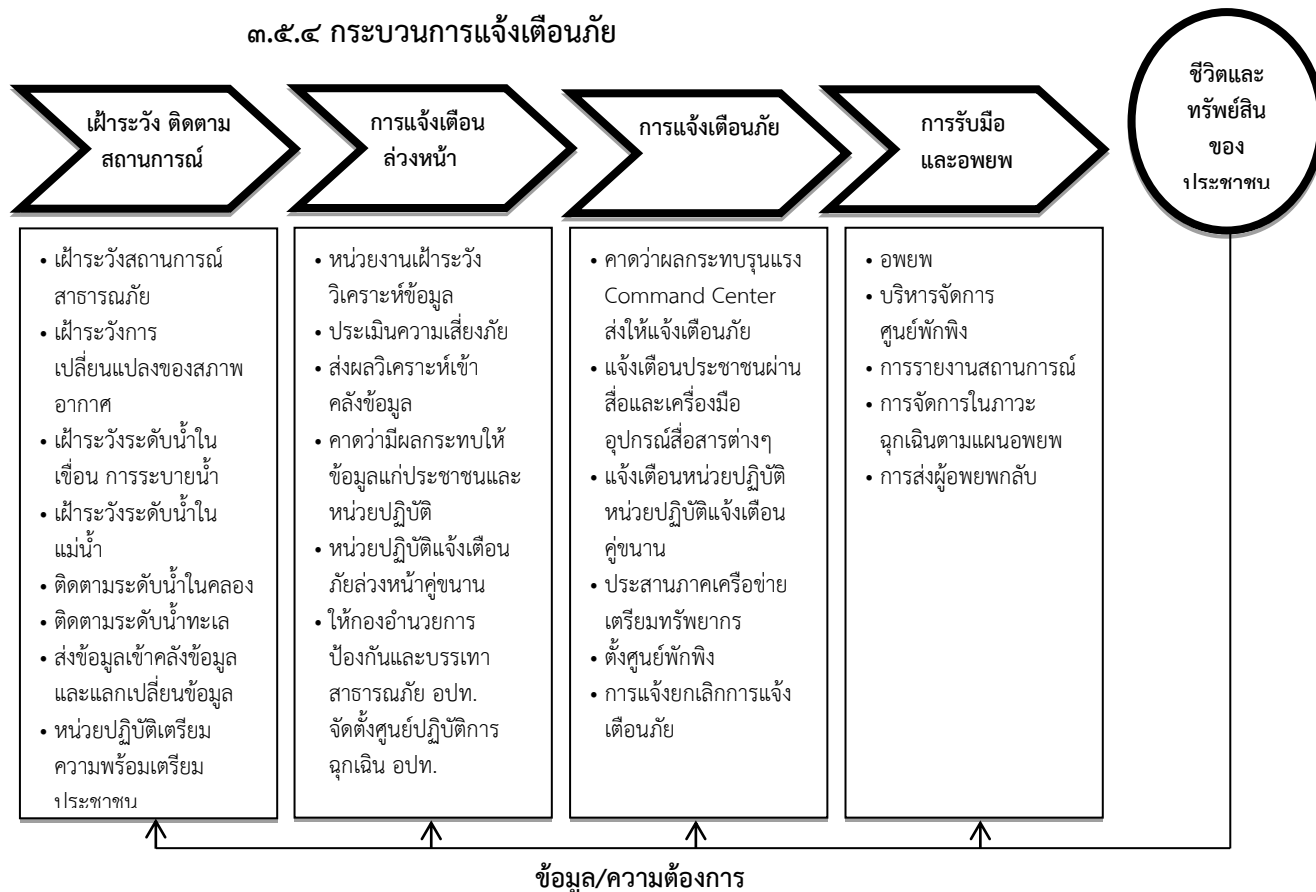 ๓.๕.๔ กระบวนการแจ้งเตือนภัย
เฝ้าระวัง ติดตาม
สถานการณ์
การแจ้งเตือน
ล่วงหน้า
การแจ้งเตือนภัย
การรับมือ
และอพยพ
ชีวิตและ
ทรัพย์สิน
ของ
ประชาชน
• เฝ้าระวังสถานการณ์
สาธารณภัย
• เฝ้าระวังการ
เปลี่ยนแปลงของสภาพ
อากาศ
• เฝ้าระวังระดับน้ำใน
เขื่อน การระบายน้ำ
• เฝ้าระวังระดับน้ำใน
แม่น้ำ
• ติดตามระดับน้ำในคลอง
• ติดตามระดับน้ำทะเล
• ส่งข้อมูลเข้าคลังข้อมูล
และแลกเปลี่ยนข้อมูล
• หน่วยปฏิบัติเตรียม
ความพร้อมเตรียม
ประชาชน
• หน่วยงานเฝ้าระวัง
วิเคราะห์ข้อมูล
• ประเมินความเสี่ยงภัย
• ส่งผลวิเคราะห์เข้า
คลังข้อมูล
• คาดว่ามีผลกระทบให้
ข้อมูลแก่ประชาชนและ
หน่วยปฏิบัติ
• หน่วยปฏิบัติแจ้งเตือน
ภัยล่วงหน้าคู่ขนาน
• ให้กองอำนวยการ
ป้องกันและบรรเทา
สาธารณภัย อปท.
จัดตั้งศูนย์ปฏิบัติการ
ฉุกเฉิน อปท.
• คาดว่าผลกระทบรุนแรง
Command Center
ส่งให้แจ้งเตือนภัย
• แจ้งเตือนประชาชนผ่าน
สื่อและเครื่องมือ
อุปกรณ์สื่อสารต่างๆ
• แจ้งเตือนหน่วยปฏิบัติ
หน่วยปฏิบัติแจ้งเตือน
คู่ขนาน
• ประสานภาคเครือข่าย
เตรียมทรัพยากร
• ตั้งศูนย์พักพิง
• การแจ้งยกเลิกการแจ้ง
เตือนภัย
• อพยพ
• บริหารจัดการ
ศูนย์พักพิง
• การรายงานสถานการณ์
• การจัดการในภาวะ
ฉุกเฉินตามแผนอพยพ
• การส่งผู้อพยพกลับ
ข้อมูล/ความต้องการ